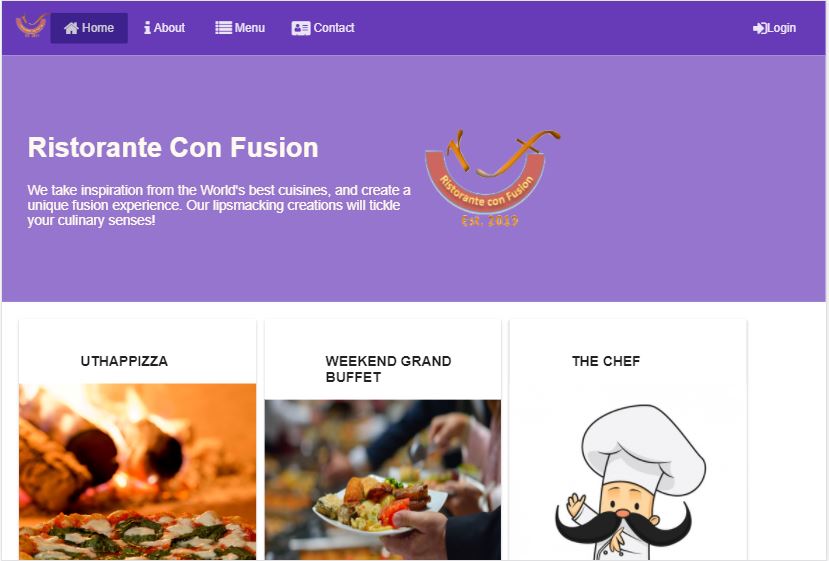 Home About Menu Contact Login
Ristorante Con Fusion
We take inspiration from the World's best cuisines, and create a
unique fusion experience. Our lipsmacking creations will tickle
your culinary senses!
Ristorante con Fusion
Est. 2019
UTHAPPIZZA
WEEKEND GRAND
BUFFET
THE CHEF